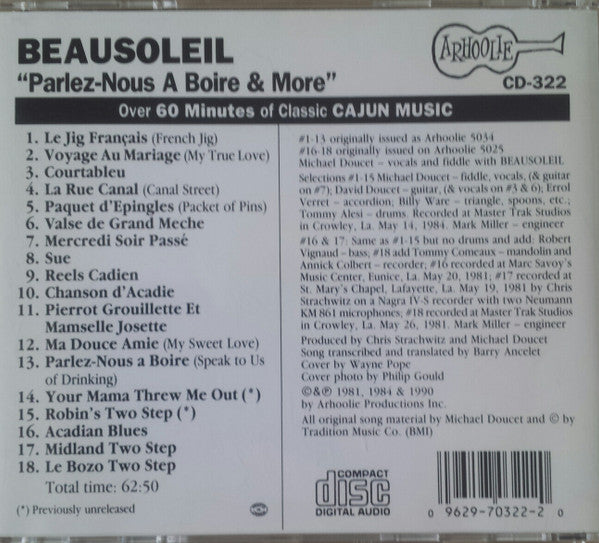 BEAUSOLEIL
"Parlez-Nous A Boire & More"
ARHOOLIE
CD-322
Over 60 Minutes of Classic CAJUN MUSIC
1. Le Jig Français (French Jig)
2. Voyage Au Mariage (My True Love)
3. Courtableu
4. La Rue Canal (Canal Street)
5. Paquet d'Epingles (Packet of Pins)
6. Valse de Grand Meche
7. Mercredi Soir Passé
8. Sue
9. Reels Cadien
10. Chanson d'Acadie
11. Pierrot Grouillette Et
Mamselle Josette
12. Ma Douce Amie (My Sweet Love)
13. Parlez-Nous a Boire (Speak to Us
of Drinking)
14. Your Mama Threw Me Out (*)
15. Robin's Two Step (*)
16. Acadian Blues
17. Midland Two Step
18. Le Bozo Two Step
Total time: 62:50
(*) Previously unreleased
#1-13 originally issued as Arhoolie 5034
#16-18 originally issued on Arhoolie 5025
Michael Doucet – vocals and fiddle with BEAUSOLEIL
Selections #1-15 Michael Doucet – fiddle, vocals, (& guitar
on #7); David Doucet – guitar, (& vocals on #3 & 6); Errol
Verret – accordion; Billy Ware – triangle, spoons, etc.;
Tommy Alesi – drums. Recorded at Master Trak Studios
in Crowley, La. May 14, 1984. Mark Miller – engineer
#16 & 17: Same as #1-15 but no drums and add: Robert
Vignaud – bass; #18 add Tommy Comeaux – mandolin and
Annick Colbert – recorder; #16 recorded at Marc Savoy's
Music Center, Eunice, La. May 20, 1981; #17 recorded at
St. Mary's Chapel, Lafayette, La. May 19, 1981 by Chris
Strachwitz on a Nagra IV-S recorder with two Neumann
KM 861 microphones; #18 recorded at Master Trak Studios
in Crowley, La. May 26, 1981. Mark Miller – engineer
Produced by Chris Strachwitz and Michael Doucet
Song transcribed and translated by Barry Ancelet
Cover by Wayne Pope
Cover photo by Philip Gould
©&℗ 1981, 1984 & 1990
by Arhoolie Productions Inc.
All original song material by Michael Doucet and © by
Tradition Music Co. (BMI)
COMPACT
disc
DIGITAL AUDIO
0 9629-70322-2 0